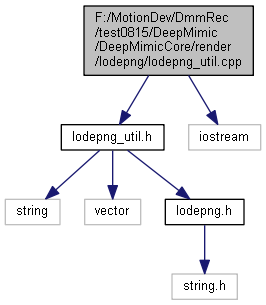 F:/MotionDev/DmmRec
/test0815/DeepMimic
/DeepMimicCore/render
/lodepng/lodepng_util.cpp
lodepng_util.h
iostream
string
vector
lodepng.h
string.h